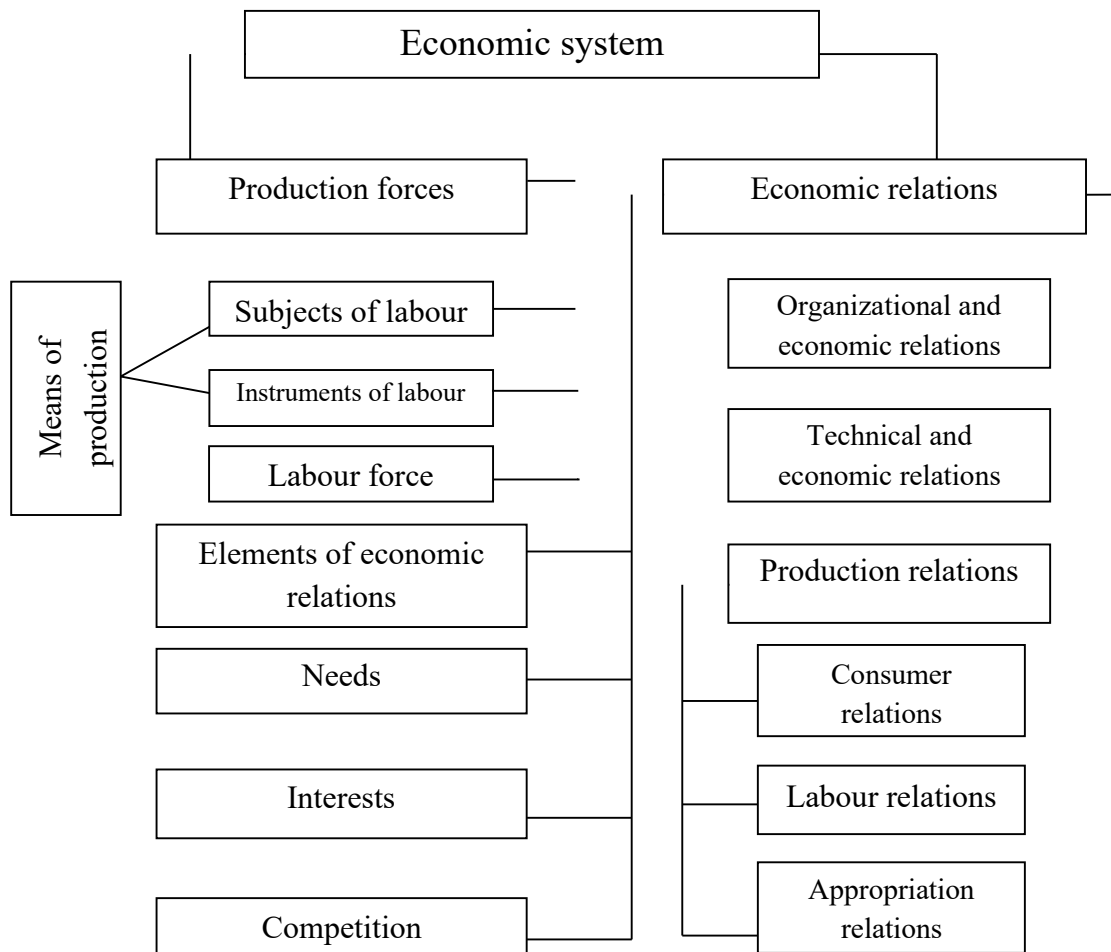 Economic system
Production forces
Economic relations
Means of
production
Subjects of labour
Instruments of labour
Labour force
Elements of economic
relations
Needs
Interests
Competition
Organizational and
economic relations
Technical and
economic relations
Production relations
Consumer
relations
Labour relations
Appropriation
relations